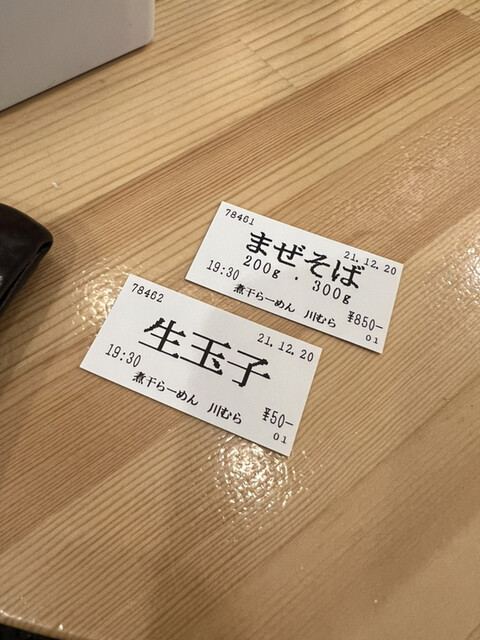 78461
まぜそば 21.12.20
200g . 300g
19:30
煮干らーめん 川むら ¥850-
01
78462
生玉子 21.12.20
19:30
煮干らーめん 川むら ¥50-
01